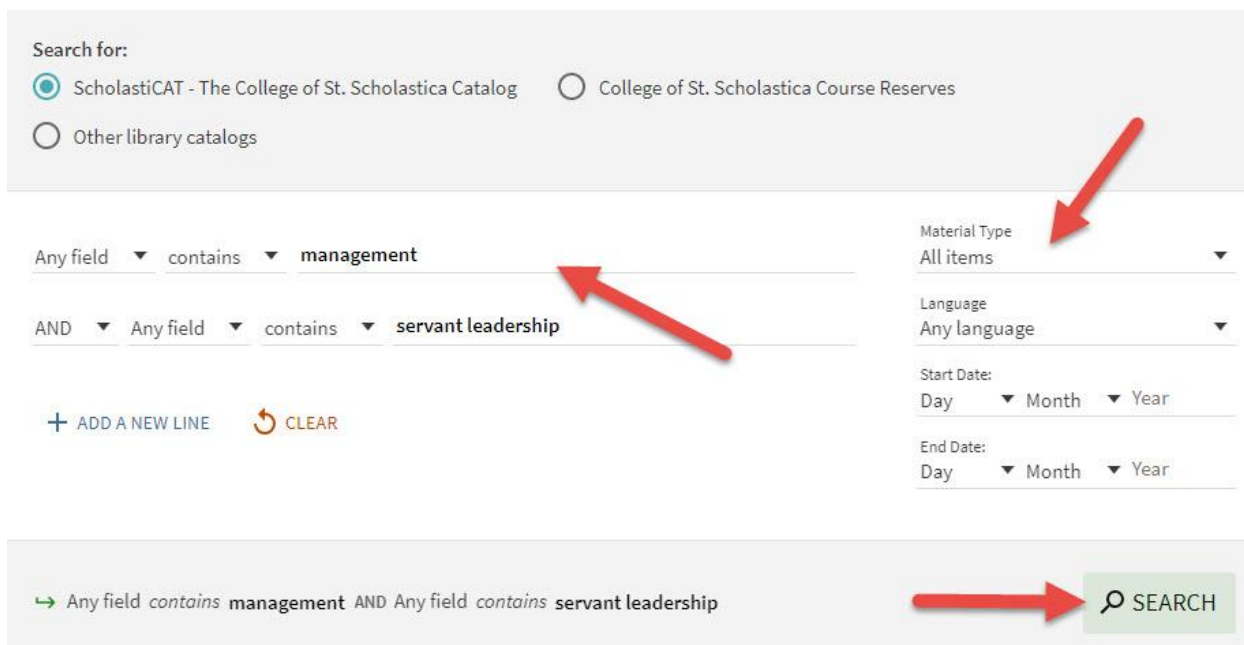 Search for:
ScholastiCAT - The College of St. Scholastica Catalog College of St. Scholastica Course Reserves
Other library catalogs
Any field contains management
AND Any field contains servant leadership
+ ADD A NEW LINE CLEAR
Material Type
All items
Language
Any language
Start Date:
Day Month Year
End Date:
Day Month Year
Any field contains management AND Any field contains servant leadership
SEARCH